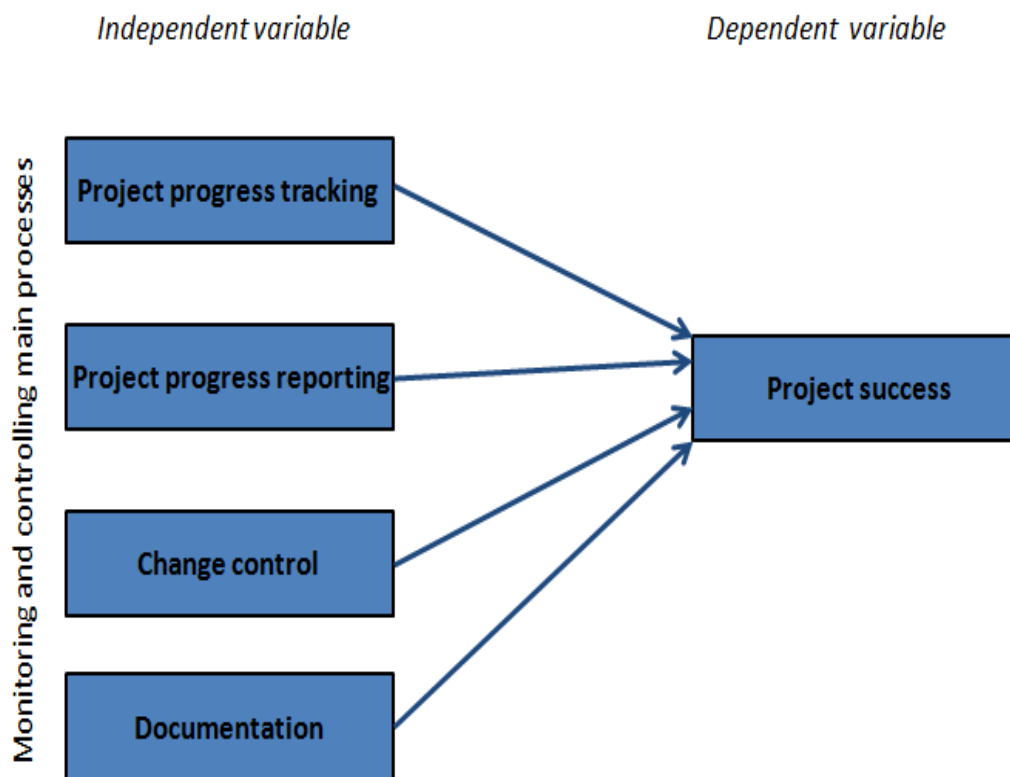 Independent variable
Dependent variable
Monitoring and controlling main processes
Project progress tracking
Project progress reporting
Change control
Documentation
Project success